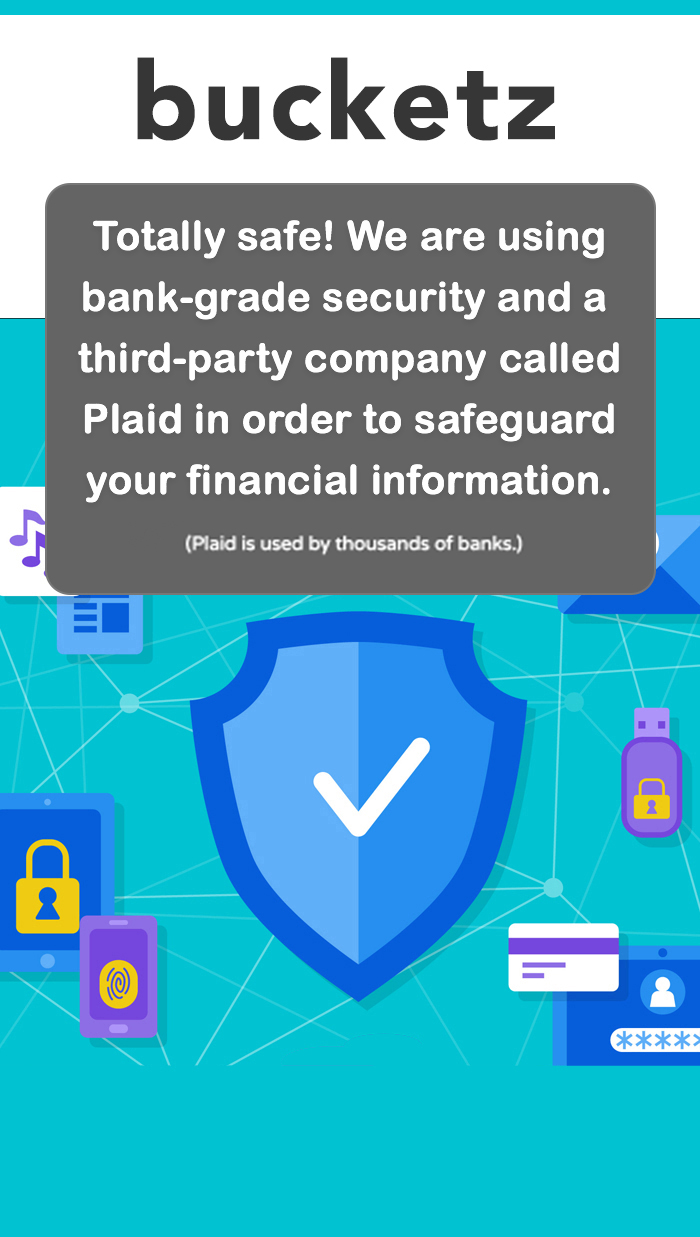 bucketz
Totally safe! We are using
bank-grade security and a
third-party company called
Plaid in order to safeguard
your financial information.
(Plaid is used by thousands of banks.)